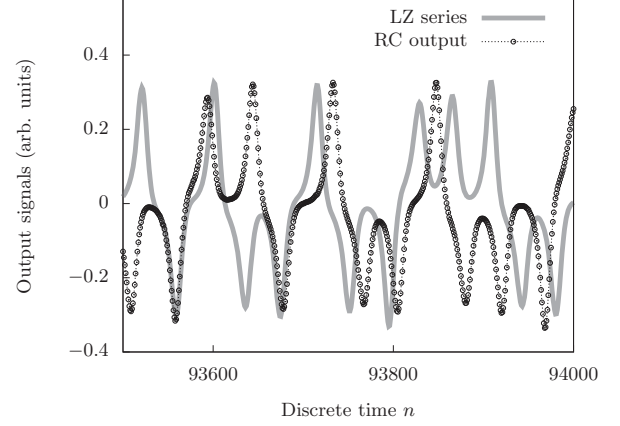 LZ series
RC output
0.4
0.2
0
−0.2
−0.4
Output signals (arb. units)
93600 93800 94000
Discrete time n